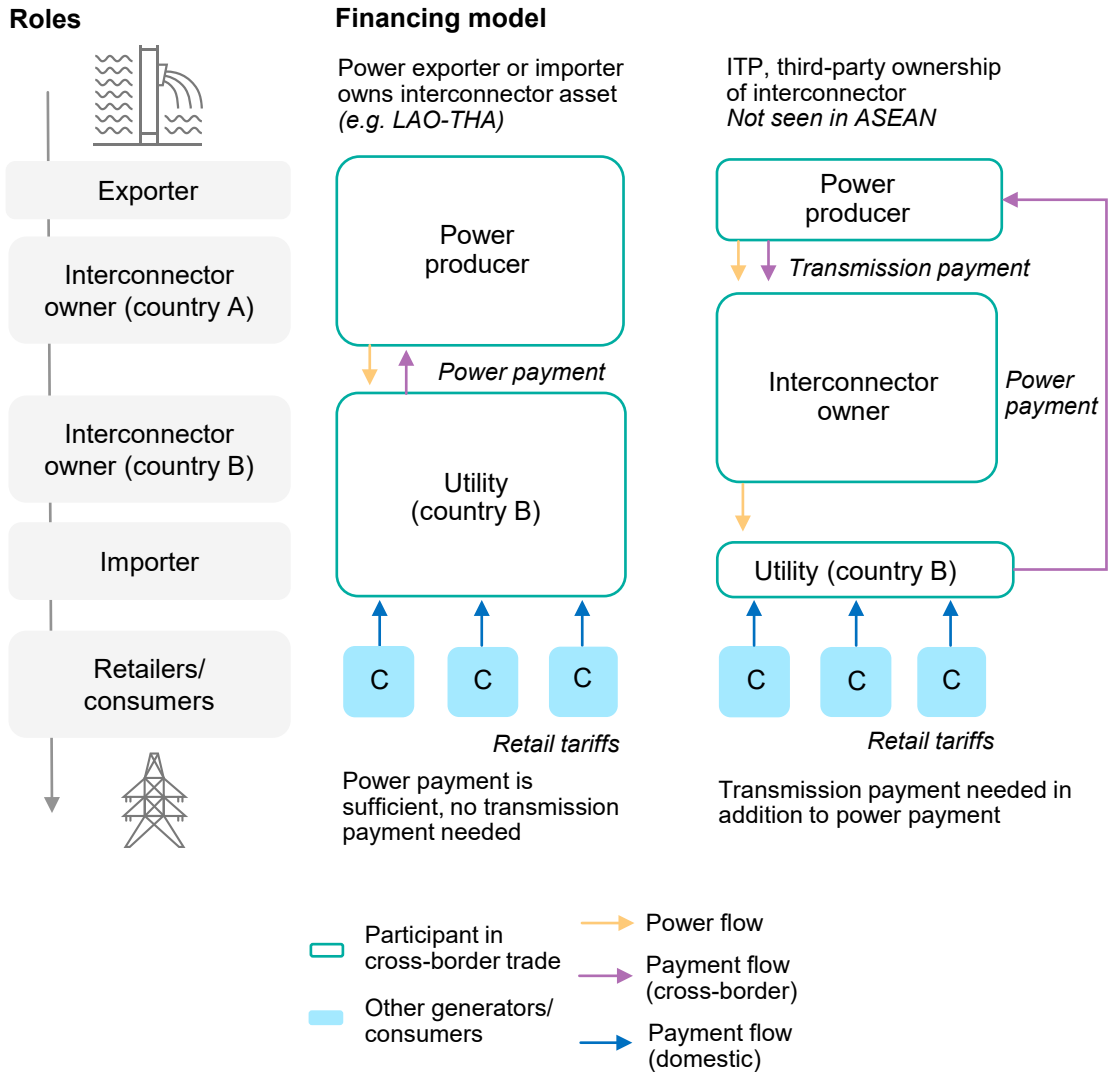 Roles
Exporter
Interconnector
owner (country A)
Interconnector
owner (country B)
Importer
Retailers/
consumers
Financing model
Power exporter or importer
owns interconnector asset
(e.g. LAO-THA)
Power
producer
Power payment
Utility
(country B)
C
C
C
Retail tariffs
Power payment is
sufficient, no transmission
payment needed
ITP, third-party ownership
of interconnector
Not seen in ASEAN
Power
producer
Transmission payment
Interconnector
owner
Power
payment
Utility (country B)
C
C
C
Retail tariffs
Transmission payment needed in
addition to power payment
Participant in
cross-border trade
Other generators/
consumers
Power flow
Payment flow
(cross-border)
Payment flow
(domestic)